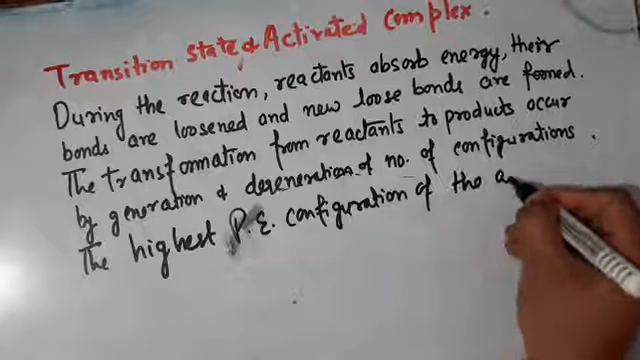 Transition state & Activated Complex.
During the reaction, reactants absorb energy, their
bonds are loosened and new loose bonds are foomed.
The transformation from reactants to products occur
by generation & degeneration of no. of configurations.
The highest P.E. configuration of the a